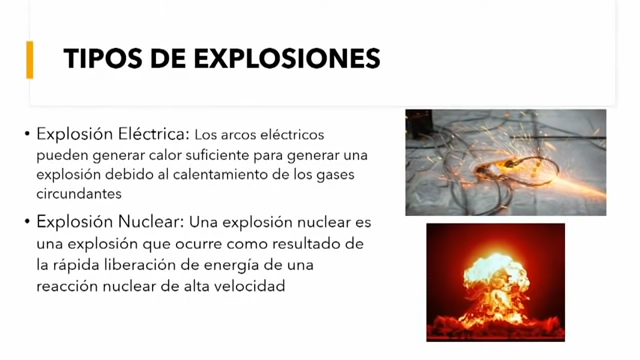 TIPOS DE EXPLOSIONES
• Explosión Eléctrica: Los arcos eléctricos
pueden generar calor suficiente para generar una
explosión debido al calentamiento de los gases
circundantes
• Explosión Nuclear: Una explosión nuclear es
una explosión que ocurre como resultado de
la rápida liberación de energía de una
reacción nuclear de alta velocidad